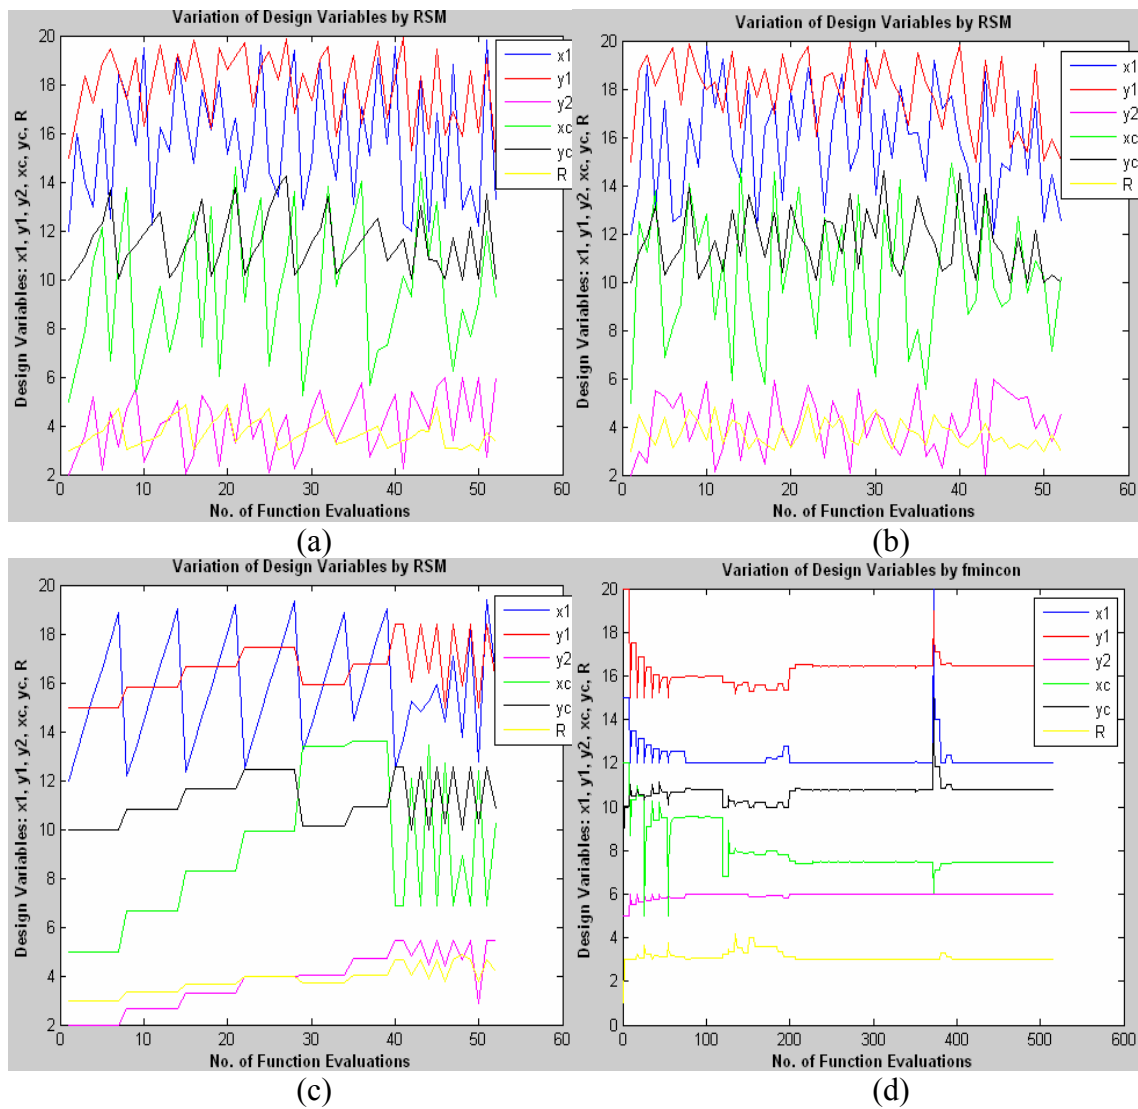 Variation of Design Variables by RSM
Design Variables: x1, y1, y2, xc, yc, R
20
18
16
14
12
10
8
6
4
2
0
10
20
30
40
50
60
No. of Function Evaluations
x1
y1
y2
xc
yc
R
(a)
Variation of Design Variables by RSM
Design Variables: x1, y1, y2, xc, yc, R
20
18
16
14
12
10
8
6
4
2
0
10
20
30
40
50
60
No. of Function Evaluations
x1
y1
y2
xc
yc
R
(b)
Variation of Design Variables by RSM
Design Variables: x1, y1, y2, xc, yc, R
20
18
16
14
12
10
8
6
4
2
0
10
20
30
40
50
60
No. of Function Evaluations
x1
y1
y2
xc
yc
R
(c)
Variation of Design Variables by fmincon
Design Variables: x1, y1, y2, xc, yc, R
20
18
16
14
12
10
8
6
4
2
0
0
100
200
300
400
500
600
No. of Function Evaluations
x1
y1
y2
xc
yc
R
(d)